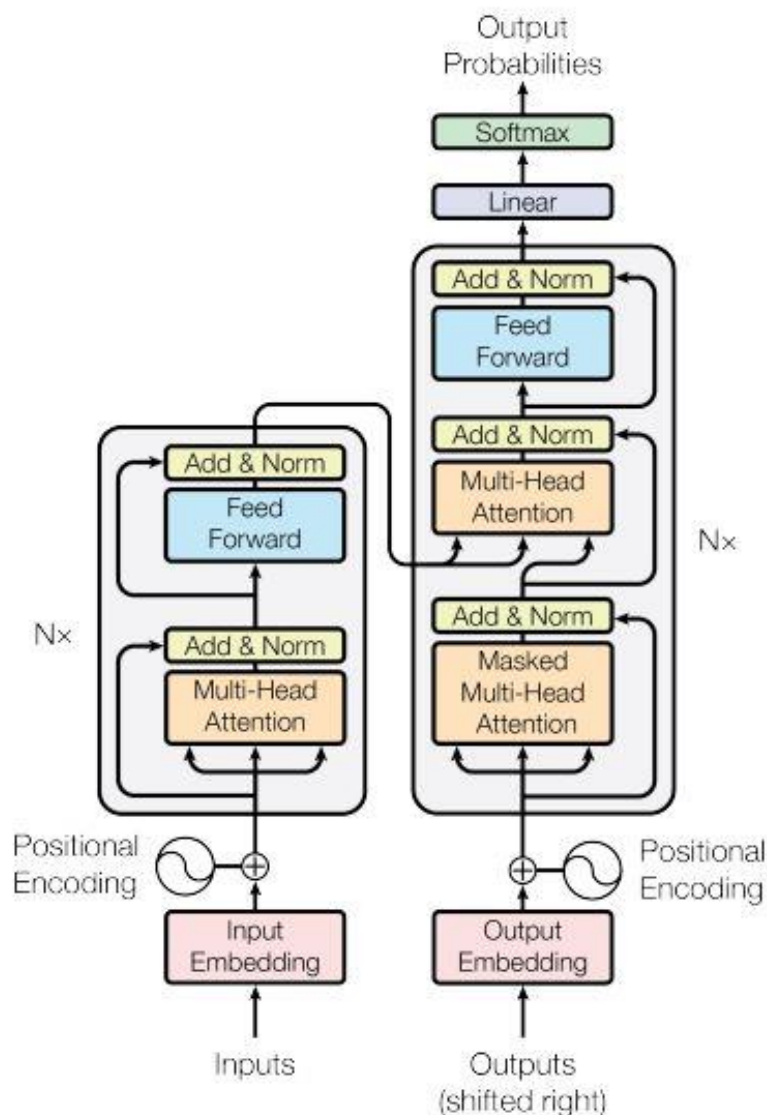 Output
Probabilities
Softmax
Linear
Add & Norm
Feed
Forward
Add & Norm
Multi-Head
Attention
Nx
Add & Norm
Masked
Multi-Head
Attention
Add & Norm
Feed
Forward
Nx
Add & Norm
Multi-Head
Attention
Positional
Encoding
Positional
Encoding
Input
Embedding
Output
Embedding
Inputs
Outputs
(shifted right)